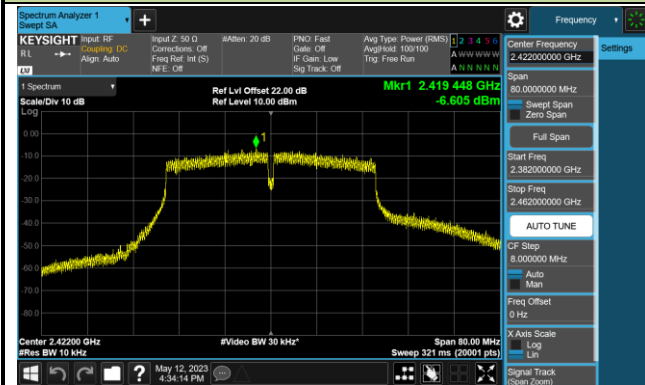 Spectrum Analyzer 1
Swept SA
Frequency
KEYSIGHT
Input: RF
Coupling: DC
Align: Auto
Input Z: 50 Ω
Corrections: Off
Freq Ref: Int (S)
NFE: Off
#Atten: 20 dB
PNO: Fast
Gate: Off
IF Gain: Low
Sig Track: Off
Avg Type: Power (RMS)
Avg|Hold: 100/100
Trig: Free Run
1 2 3 4 5 6
A W W W W W
A N N N N N
R L
LXI
1 Spectrum
Scale/Div 10 dB
Log
Ref Lvl Offset 22.00 dB
Ref Level 10.00 dBm
Mkr1 2.419 448 GHz
-6.605 dBm
1
0.00
-10.0
-20.0
-30.0
-40.0
-50.0
-60.0
-70.0
-80.0
Center 2.42200 GHz
#Res BW 10 kHz
#Video BW 30 kHz*
Span 80.00 MHz
Sweep 321 ms (20001 pts)
Center Frequency
2.422000000 GHz
Settings
Span
80.0000000 MHz
Swept Span
Zero Span
Full Span
Start Freq
2.382000000 GHz
Stop Freq
2.462000000 GHz
AUTO TUNE
CF Step
8.000000 MHz
Auto
Man
Freq Offset
0 Hz
X Axis Scale
Log
Lin
Signal Track
(Span Zoom)
?
May 12, 2023
4:34:14 PM